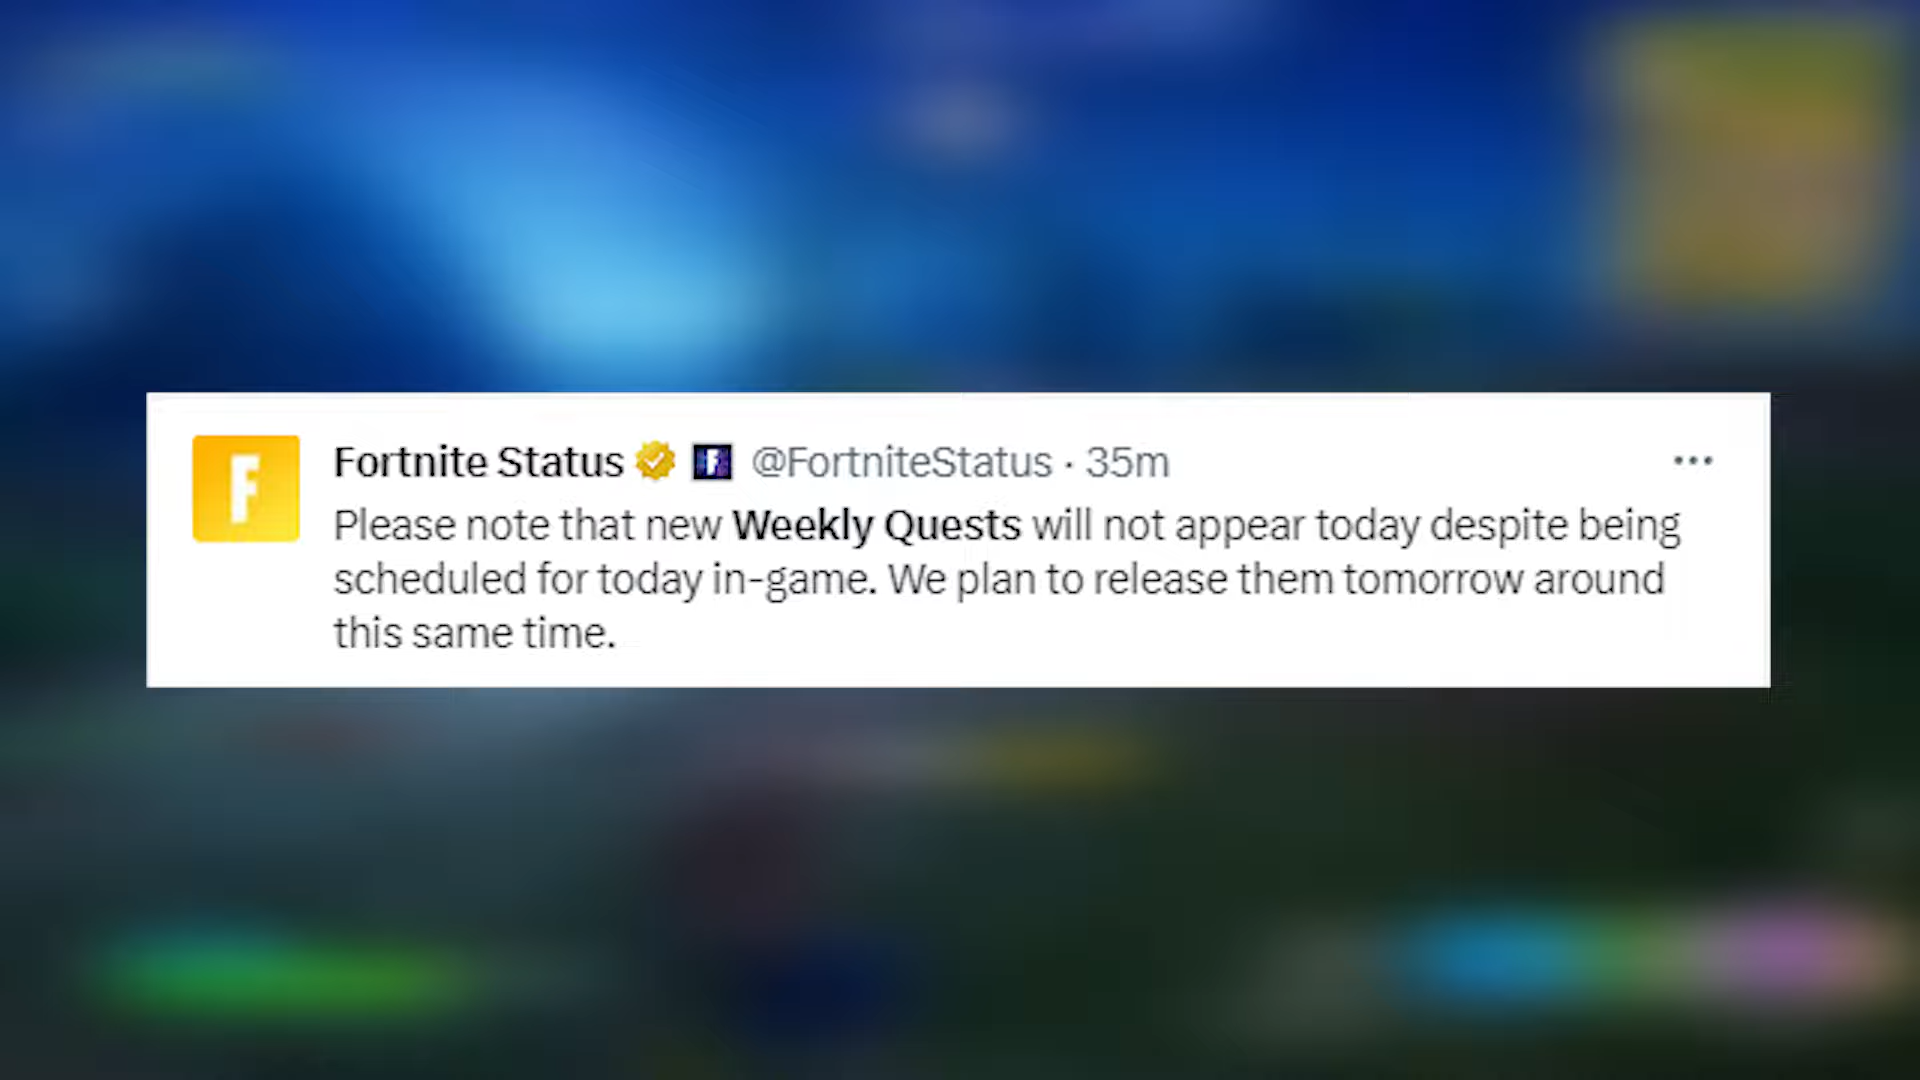 F Fortnite Status F @FortniteStatus · 35m
Please note that new Weekly Quests will not appear today despite being
scheduled for today in-game. We plan to release them tomorrow around
this same time.